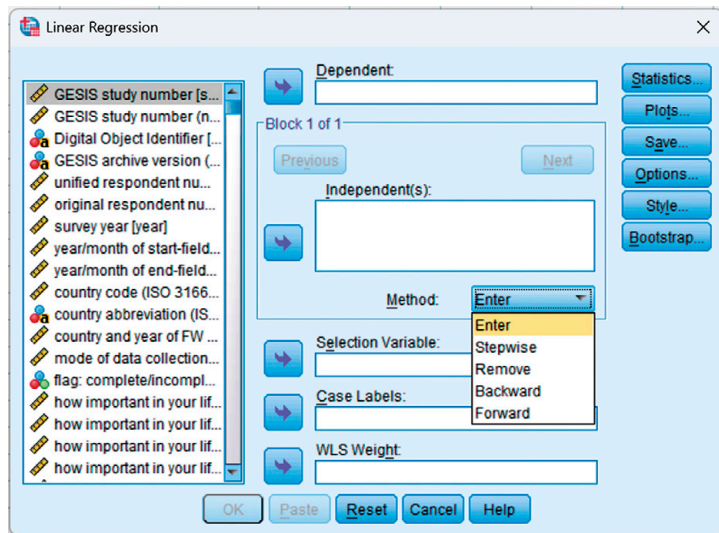 Linear Regression
GESIS study number [s...
GESIS study number (n...
Digital Object Identifier [...
GESIS archive version (...
unified respondent nu...
original respondent nu...
survey year [year]
year/month of start-field...
year/month of end-field...
country code (ISO 3166...
country abbreviation (IS...
country and year of FW ...
mode of data collection...
flag: complete/incompl...
how important in your lif...
how important in your lif...
how important in your lif...
how important in your lif...
Dependent:
Block 1 of 1
Previous
Next
Independent(s):
Method:
Enter
Enter
Stepwise
Remove
Backward
Forward
Selection Variable:
Case Labels:
WLS Weight:
Statistics...
Plots...
Save...
Options...
Style...
Bootstrap...
OK
Paste
Reset
Cancel
Help